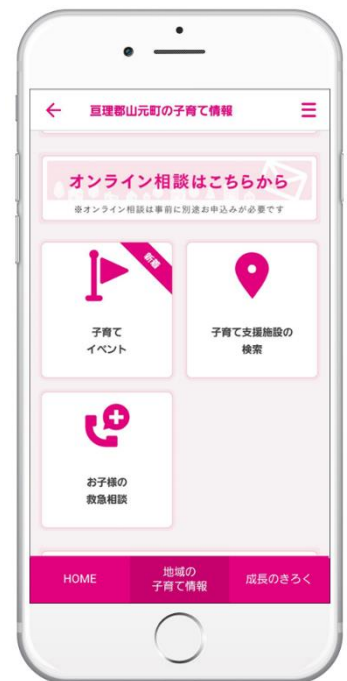 亘理郡山元町の子育て情報
オンライン相談はこちらから
※オンライン相談は事前に別途お申込みが必要です
新着
子育て
イベント
子育て支援施設の
検索
お子様の
救急相談
HOME
地域の
子育て情報
成長のきろく